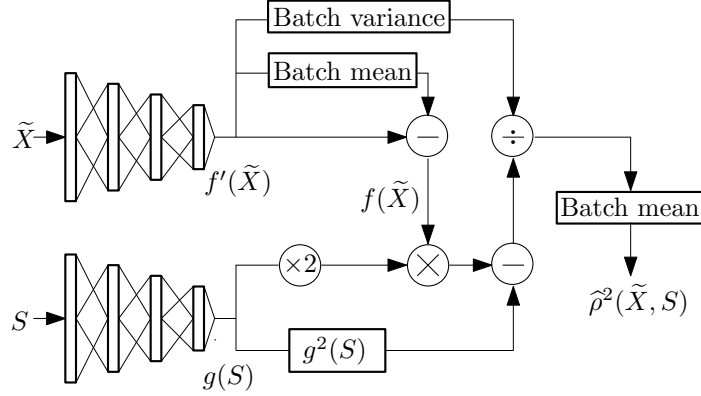 Batch variance
Batch mean
X̃
−
÷
f′(X̃)
f(X̃)
Batch mean
×2
×
−
S
ρ̂²(X̃, S)
g²(S)
g(S)